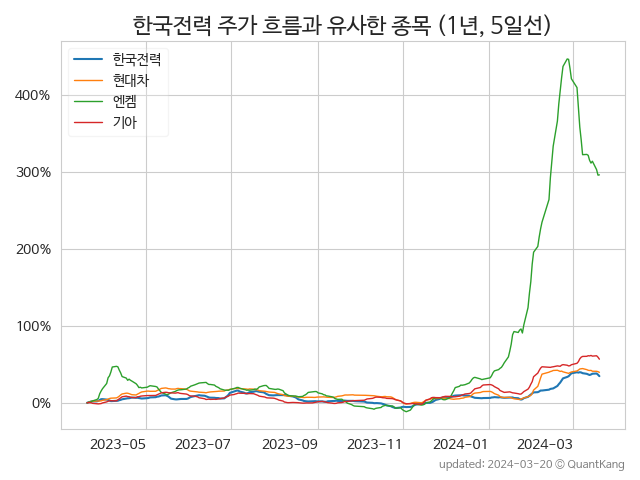 한국전력 주가 흐름과 유사한 종목 (1년, 5일선)
한국전력
현대차
엔켐
기아
400%
300%
200%
100%
0%
2023-05 2023-07 2023-09 2023-11 2024-01 2024-03
updated: 2024-03-20 © QuantKang